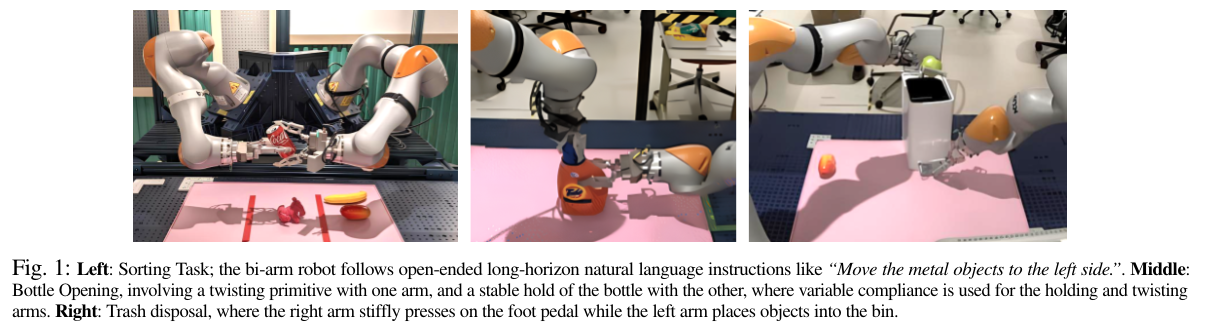 Tide
Fig. 1: Left: Sorting Task; the bi-arm robot follows open-ended long-horizon natural language instructions like “Move the metal objects to the left side.”. Middle:
Bottle Opening, involving a twisting primitive with one arm, and a stable hold of the bottle with the other, where variable compliance is used for the holding and twisting
arms. Right: Trash disposal, where the right arm stiffly presses on the foot pedal while the left arm places objects into the bin.